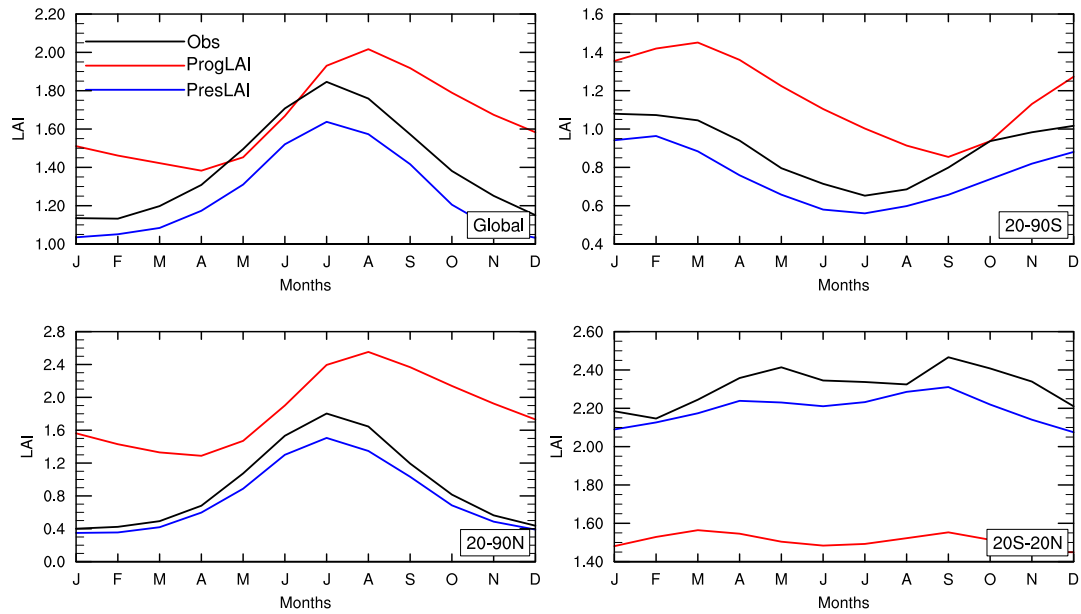 2.20
2.00
1.80
1.60
1.40
1.20
1.00
LAI
Obs
ProgLAI
PresLAI
Global
J F M A M J J A S O N D
Months
1.6
1.4
1.2
1.0
0.8
0.6
0.4
LAI
20-90S
J F M A M J J A S O N D
Months
2.8
2.4
2.0
1.6
1.2
0.8
0.4
0.0
LAI
20-90N
J F M A M J J A S O N D
Months
2.60
2.40
2.20
2.00
1.80
1.60
1.40
LAI
20S-20N
J F M A M J J A S O N D
Months